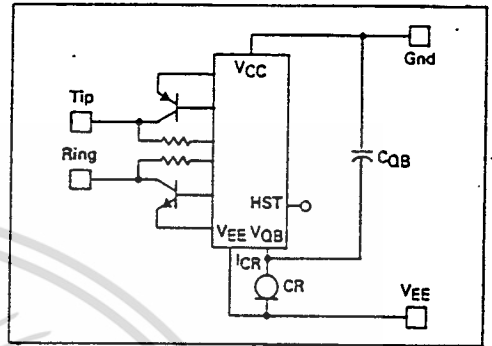 Gnd
VCC
Tip
Ring
CQB
HST
VEE VQB
ICR
CR
VEE